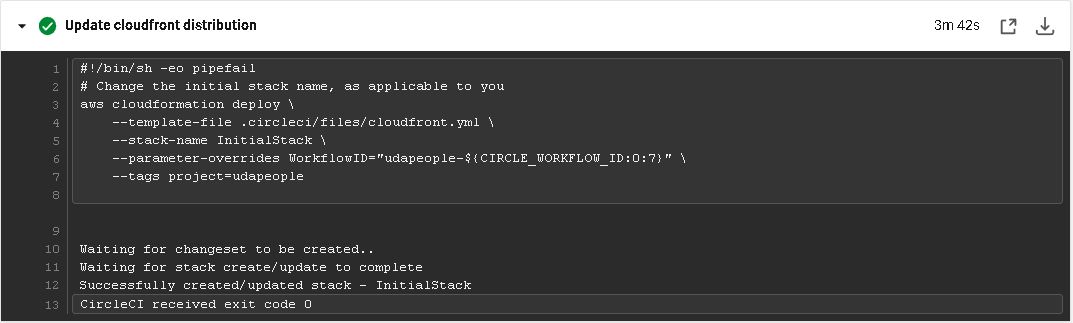 Update cloudfront distribution
3m 42s
1 #!/bin/sh -eo pipefail
2 # Change the initial stack name, as applicable to you
3 aws cloudformation deploy \
4 --template-file .circleci/files/cloudfront.yml \
5 --stack-name InitialStack \
6 --parameter-overrides WorkflowID="udapeople-${CIRCLE_WORKFLOW_ID:0:7}" \
7 --tags project=udapeople
8
9
10 Waiting for changeset to be created..
11 Waiting for stack create/update to complete
12 Successfully created/updated stack - InitialStack
13 CircleCI received exit code 0